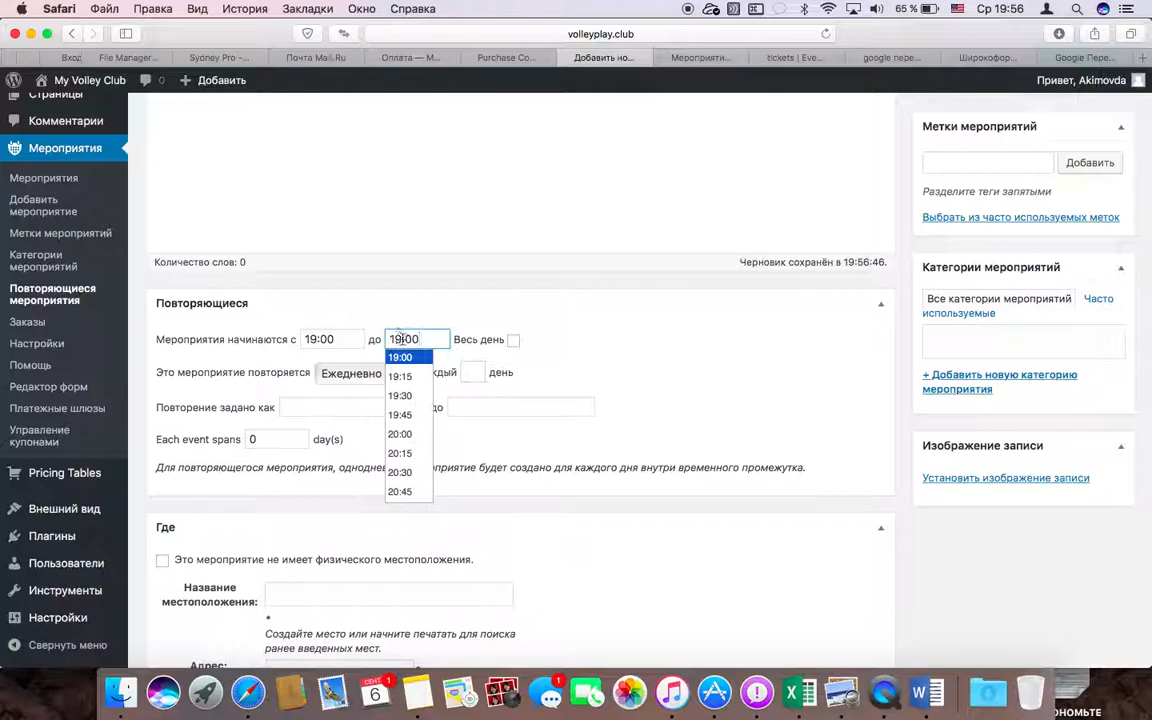 Safari Файл Правка Вид История Закладки Окно Справка 65 % Ср 19:56
volleyplay.club
Вход File Manager... Sydney Pro -... Почта Mail.Ru Оплата — М... Purchase Co... Добавить но... Мероприяти... tickets | Eve... google пере... Широкофор... Google Пере...
My Volley Club 0 + Добавить Привет, Akimovda
Страницы
Комментарии
Мероприятия
Мероприятия
Добавить
мероприятие
Метки мероприятий
Категории
мероприятий
Повторяющиеся
мероприятия
Заказы
Настройки
Помощь
Редактор форм
Платежные шлюзы
Управление
купонами
Pricing Tables
Внешний вид
Плагины
Пользователи
Инструменты
Настройки
Свернуть меню
Количество слов: 0 Черновик сохранён в 19:56:46.
Повторяющиеся
Мероприятия начинаются с 19:00 до 19:00 Весь день
19:00
19:15
19:30
19:45
20:00
20:15
20:30
20:45
Это мероприятие повторяется Ежедневно день
Повторение задано как до
Each event spans 0 day(s)
Для повторяющегося мероприятия, будет создано для каждого дня внутри временного промежутка.
Где
Это мероприятие не имеет физического местоположения.
Название
местоположения:
*
Создайте место или начните печатать для поиска
ранее введенных мест.
Адрес:
Метки мероприятий
Добавить
Разделите теги запятыми
Выбрать из часто используемых меток
Категории мероприятий
Все категории мероприятий Часто
используемые
+ Добавить новую категорию
мероприятия
Изображение записи
Установить изображение записи
СЕНТ.
6
1
1